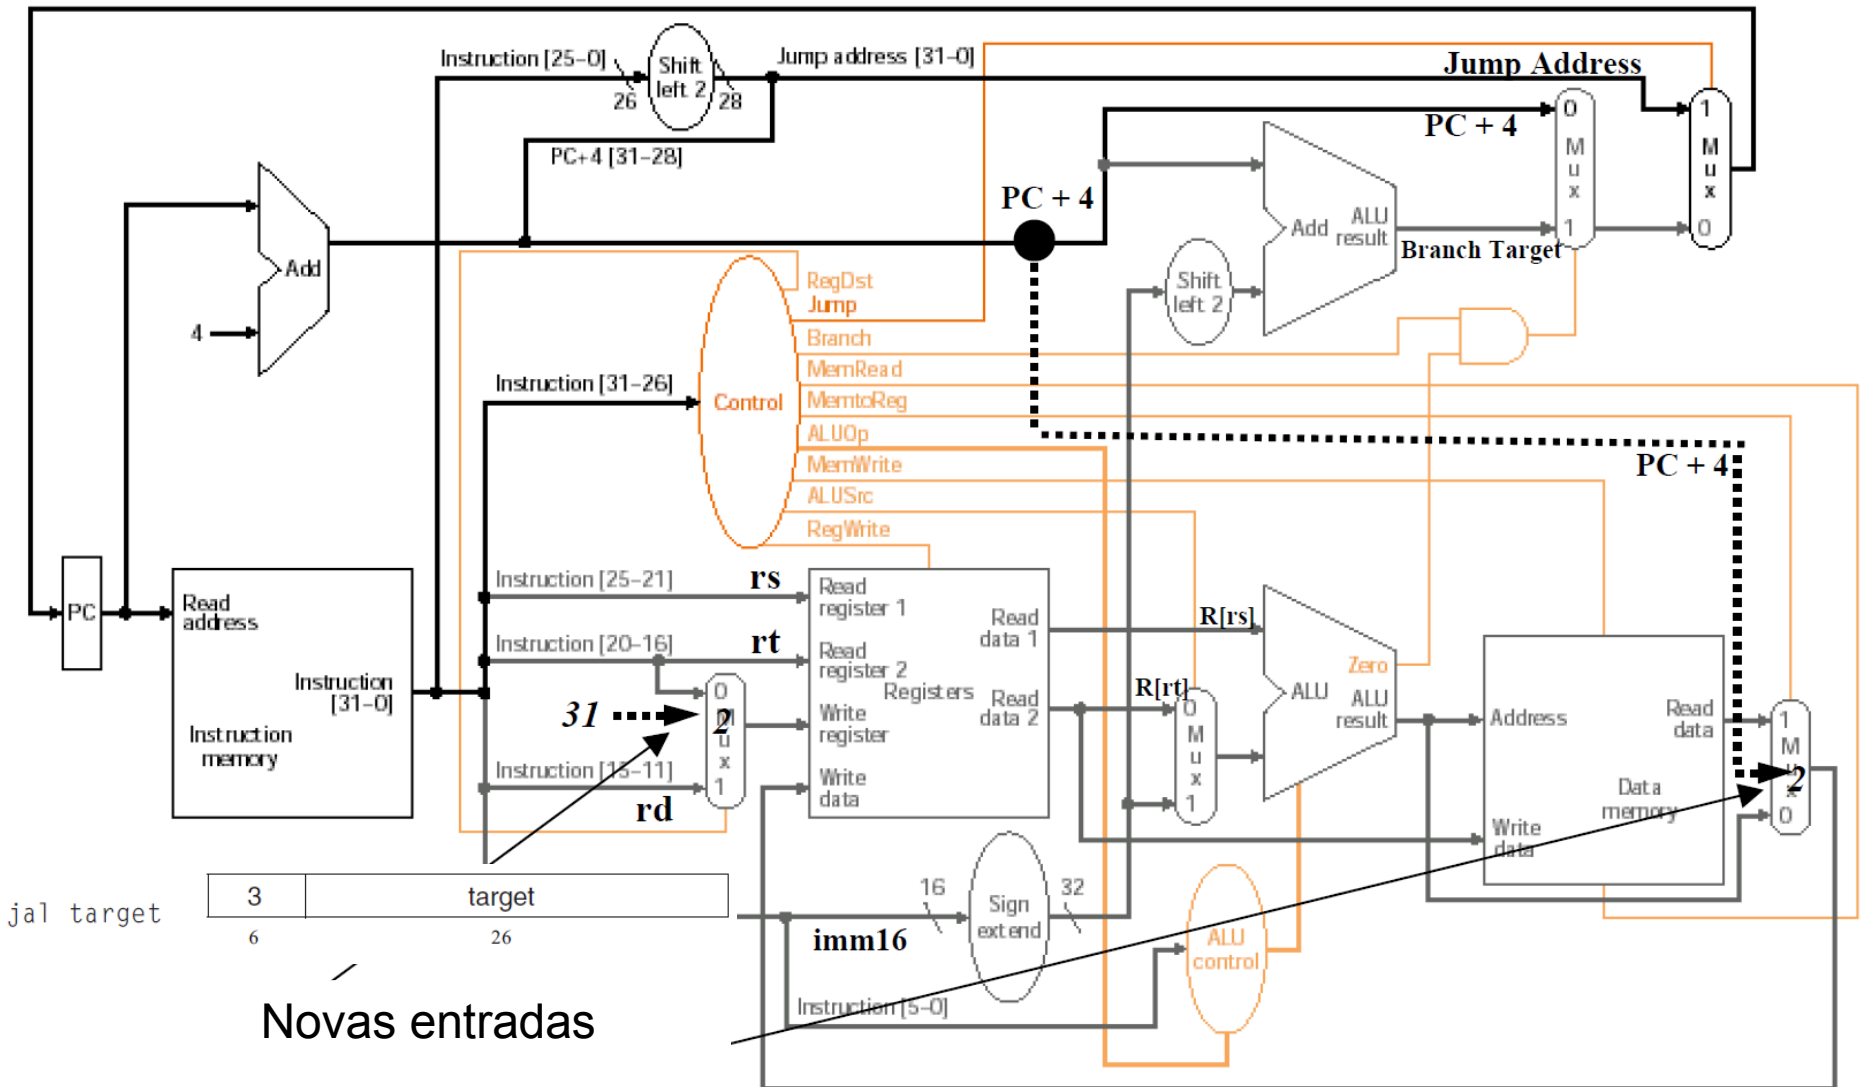 Instruction [25–0]
26
Shift
left 2
28
Jump address [31–0]
Jump Address
PC+4 [31–28]
PC + 4
PC + 4
0
M
u
x
1
1
M
u
x
0
Add
4
Add
ALU
result
Branch Target
Shift
left 2
RegDst
Jump
Branch
MemRead
MemtoReg
ALUOp
MemWrite
ALUSrc
RegWrite
Instruction [31–26]
Control
PC + 4
PC
Read
address
Instruction
[31–0]
Instruction
memory
Instruction [25–21]
rs
Instruction [20–16]
rt
31
0
2
u
x
1
Instruction [15–11]
rd
Read
register 1
Read
register 2
Registers
Write
register
Write
data
Read
data 1
Read
data 2
R[rs]
R[rt]
0
M
u
x
1
Zero
ALU
ALU
result
Address
Read
data
Data
memory
Write
data
1
M
u
x
2
0
jal target
3
target
6
26
16
Sign
extend
32
imm16
ALU
control
Instruction [5–0]
Novas entradas